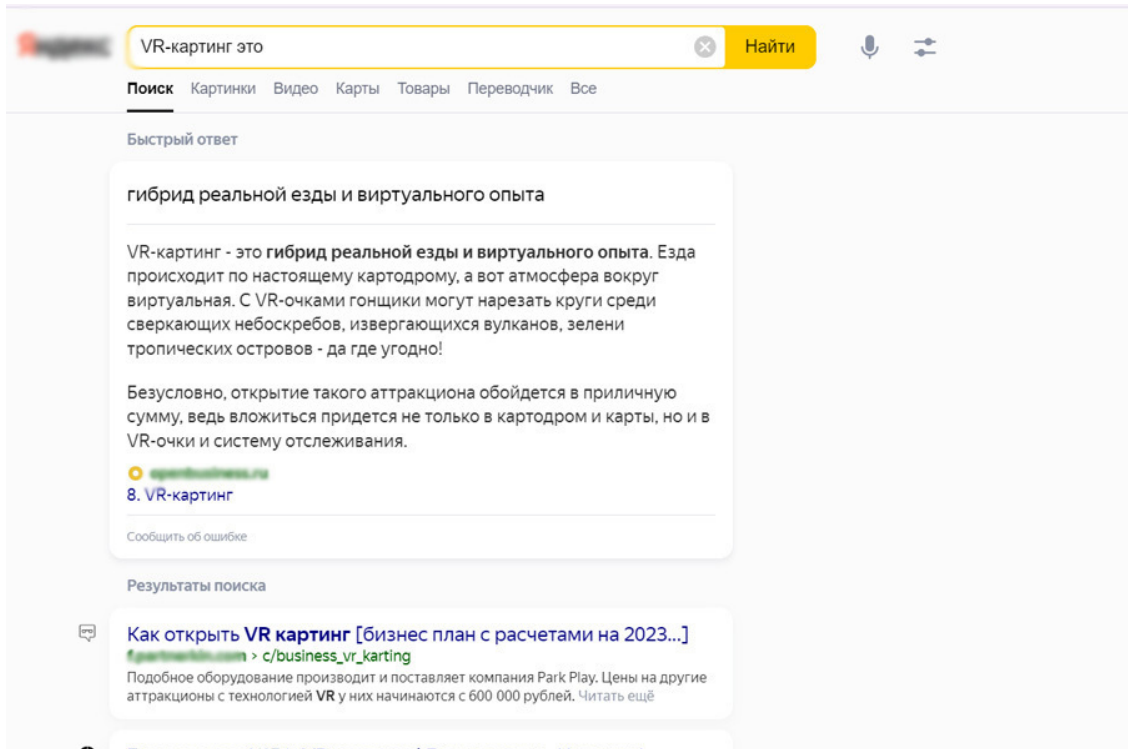 VR-картинг это
Найти
Поиск Картинки Видео Карты Товары Переводчик Все
Быстрый ответ
гибрид реальной езды и виртуального опыта
VR-картинг - это гибрид реальной езды и виртуального опыта. Езда
происходит по настоящему картодрому, а вот атмосфера вокруг
виртуальная. С VR-очками гонщики могут нарезать круги среди
сверкающих небоскребов, извергающихся вулканов, зелени
тропических островов - да где угодно!
Безусловно, открытие такого аттракциона обойдется в приличную
сумму, ведь вложиться придется не только в картодром и карты, но и в
VR-очки и систему отслеживания.
8. VR-картинг
Сообщить об ошибке
Результаты поиска
Как открыть VR картинг [бизнес план с расчетами на 2023...]
› c/business_vr_karting
Подобное оборудование производит и поставляет компания Park Play. Цены на другие
аттракционы с технологией VR у них начинаются с 600 000 рублей. Читать ещё